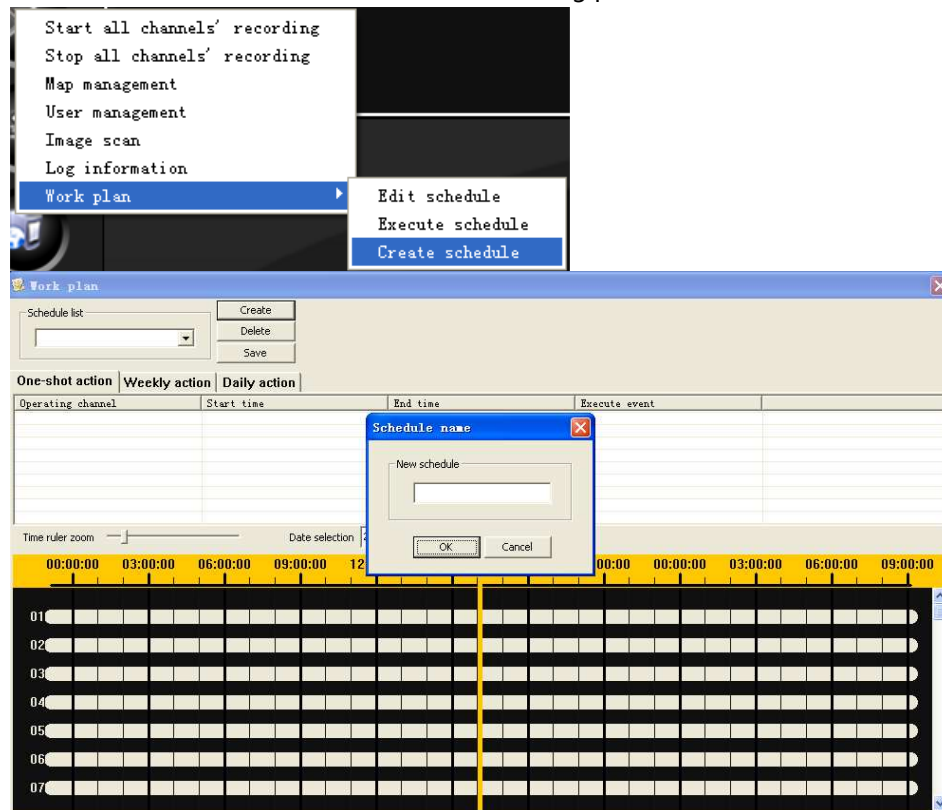 Start all channels' recording
Stop all channels' recording
Map management
User management
Image scan
Log information
Work plan
Edit schedule
Execute schedule
Create schedule
Work plan
Schedule list
Create
Delete
Save
One-shot action Weekly action Daily action
Operating channel Start time End time Execute event
Schedule name
New schedule
OK Cancel
Time ruler zoom Date selection
00:00:00 03:00:00 06:00:00 09:00:00 12 00:00 00:00:00 03:00:00 06:00:00 09:00:00
01
02
03
04
05
06
07